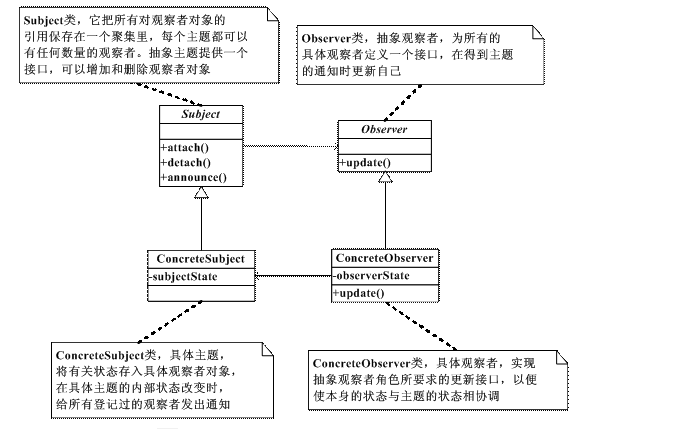 Subject类，它把所有对观察者对象的
引用保存在一个聚集里，每个主题都可以
有任何数量的观察者。抽象主题提供一个
接口，可以增加和删除观察者对象
Observer类，抽象观察者，为所有的
具体观察者定义一个接口，在得到主题
的通知时更新自己
Subject
+attach()
+detach()
+announce()
Observer
+update()
ConcreteSubject
-subjectState
ConcreteObserver
-observerState
+update()
ConcreteSubject类，具体主题，
将有关状态存入具体观察者对象，
在具体主题的内部状态改变时，
给所有登记过的观察者发出通知
ConcreteObserver类，具体观察者，实现
抽象观察者角色所要求的更新接口，以便
使本身的状态与主题的状态相协调